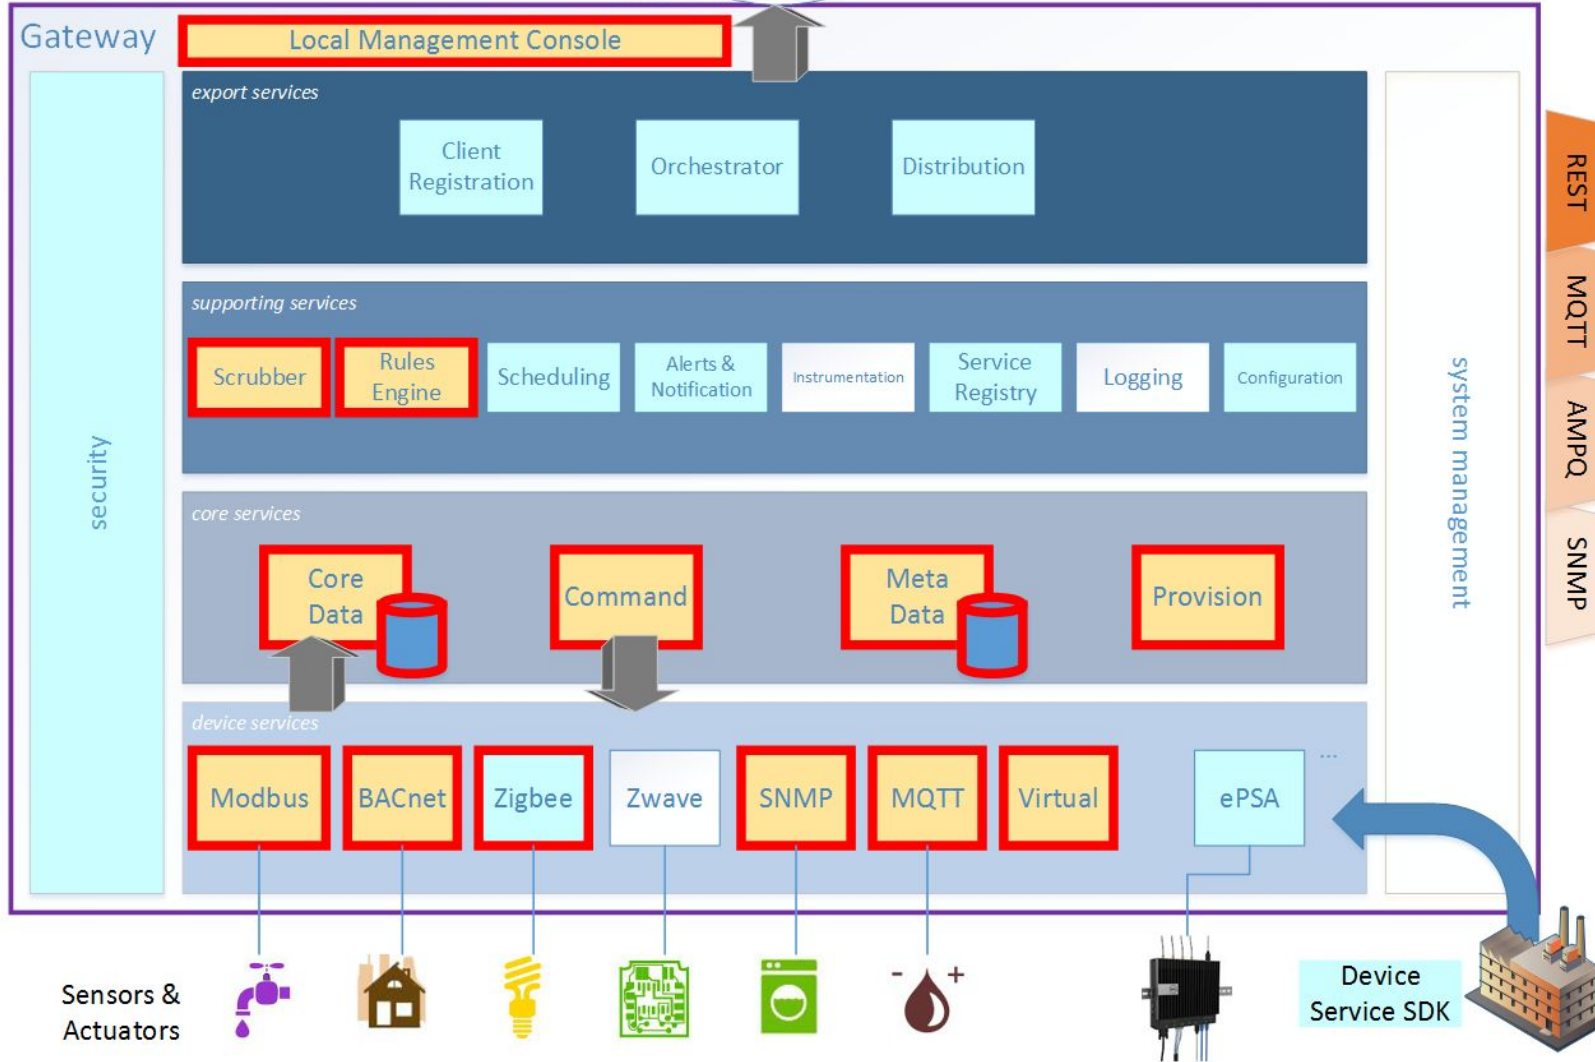 Gateway
Local Management Console
export services
Client
Registration
Orchestrator
Distribution
supporting services
Scrubber
Rules
Engine
Scheduling
Alerts &
Notification
Instrumentation
Service
Registry
Logging
Configuration
core services
Core
Data
Command
Meta
Data
Provision
device services
Modbus
BACnet
Zigbee
Zwave
SNMP
MQTT
Virtual
ePSA
...
security
system management
REST
MQTT
AMPQ
SNMP
Sensors &
Actuators
- +
Device
Service SDK